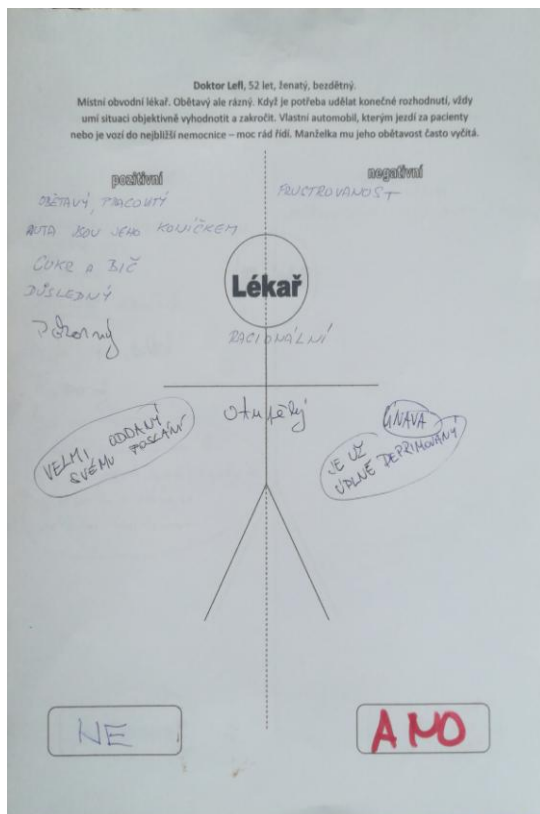 Doktor Lefl, 52 let, ženatý, bezdětný.
Místní obvodní lékař. Obětavý ale rázný. Když je potřeba udělat konečné rozhodnutí, vždy
umí situaci objektivně vyhodnotit a zakročit. Vlastní automobil, kterým jezdí za pacienty
nebo je vozí do nejbližší nemocnice – moc rád řídí. Manželka mu jeho obětavost často vyčítá.
pozitivní
OBĚTAVÝ, PRACOVITÝ
AUTA JSOU JEHO KONÍČKEM
CUKR A BIČ
DŮSLEDNÝ
Pozorný
negativní
FRUSTROVANOST
Lékař
RACIONÁLNÍ
otupělý
VELMI ODDANÝ
SVÉMU POSLÁNÍ
ÚNAVA
JE UŽ
ÚPLNĚ DEPRIMOVANÝ
NE
ANO